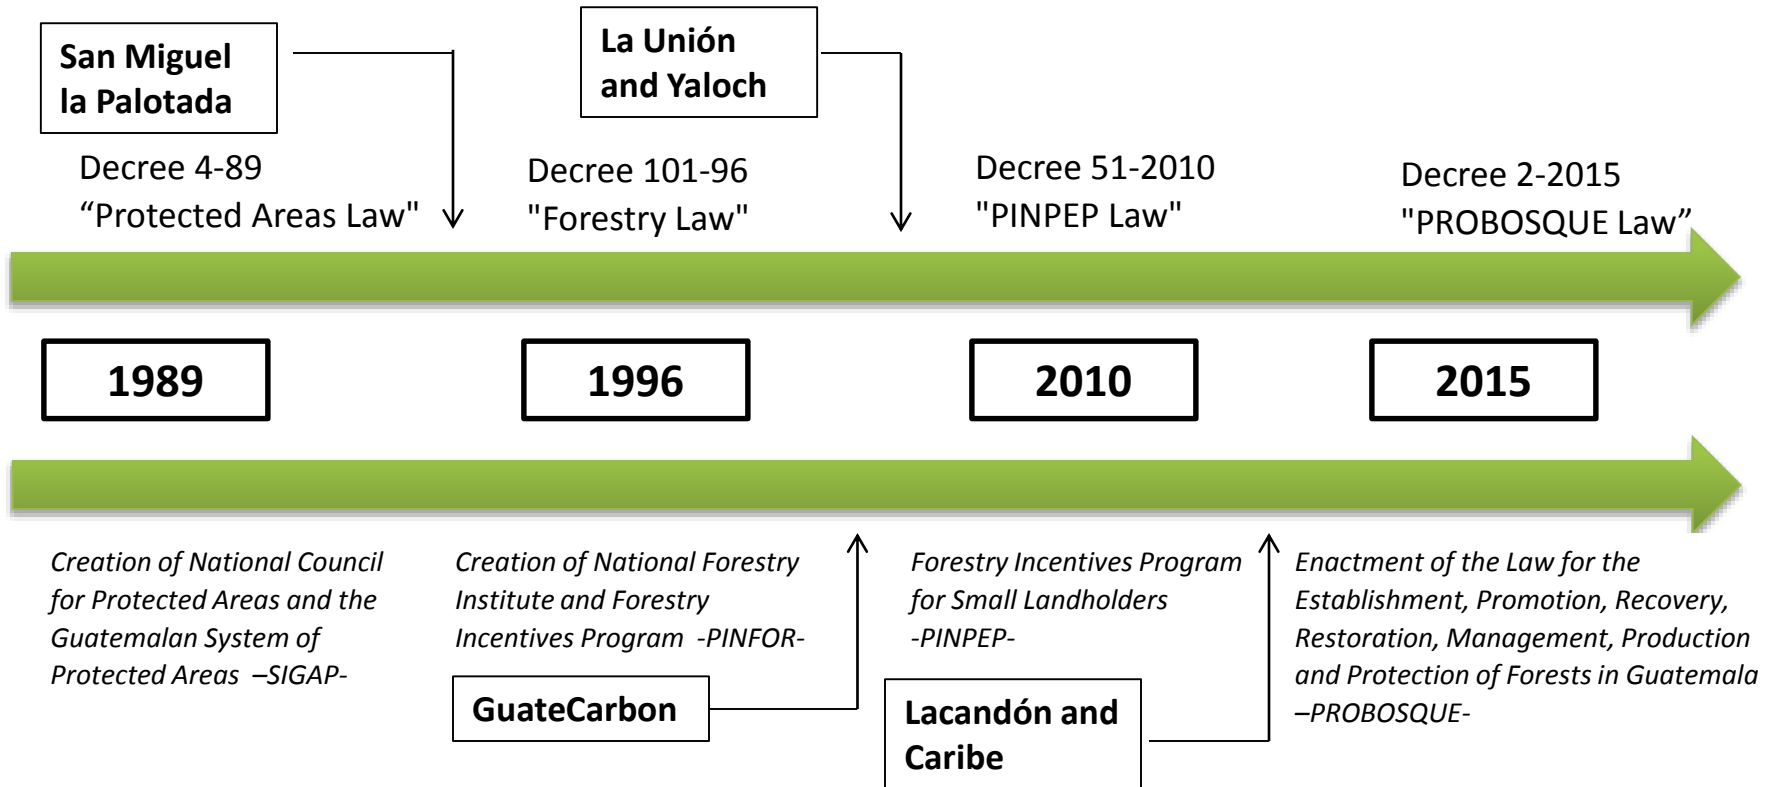 San Miguel
la Palotada
La Unión
and Yaloch
Decree 4-89
“Protected Areas Law"
Decree 101-96
"Forestry Law"
Decree 51-2010
"PINPEP Law"
Decree 2-2015
"PROBOSQUE Law”
1989
1996
2010
2015
Creation of National Council
for Protected Areas and the
Guatemalan System of
Protected Areas –SIGAP-
Creation of National Forestry
Institute and Forestry
Incentives Program -PINFOR-
Forestry Incentives Program
for Small Landholders
-PINPEP-
Enactment of the Law for the
Establishment, Promotion, Recovery,
Restoration, Management, Production
and Protection of Forests in Guatemala
–PROBOSQUE-
GuateCarbon
Lacandón and
Caribe